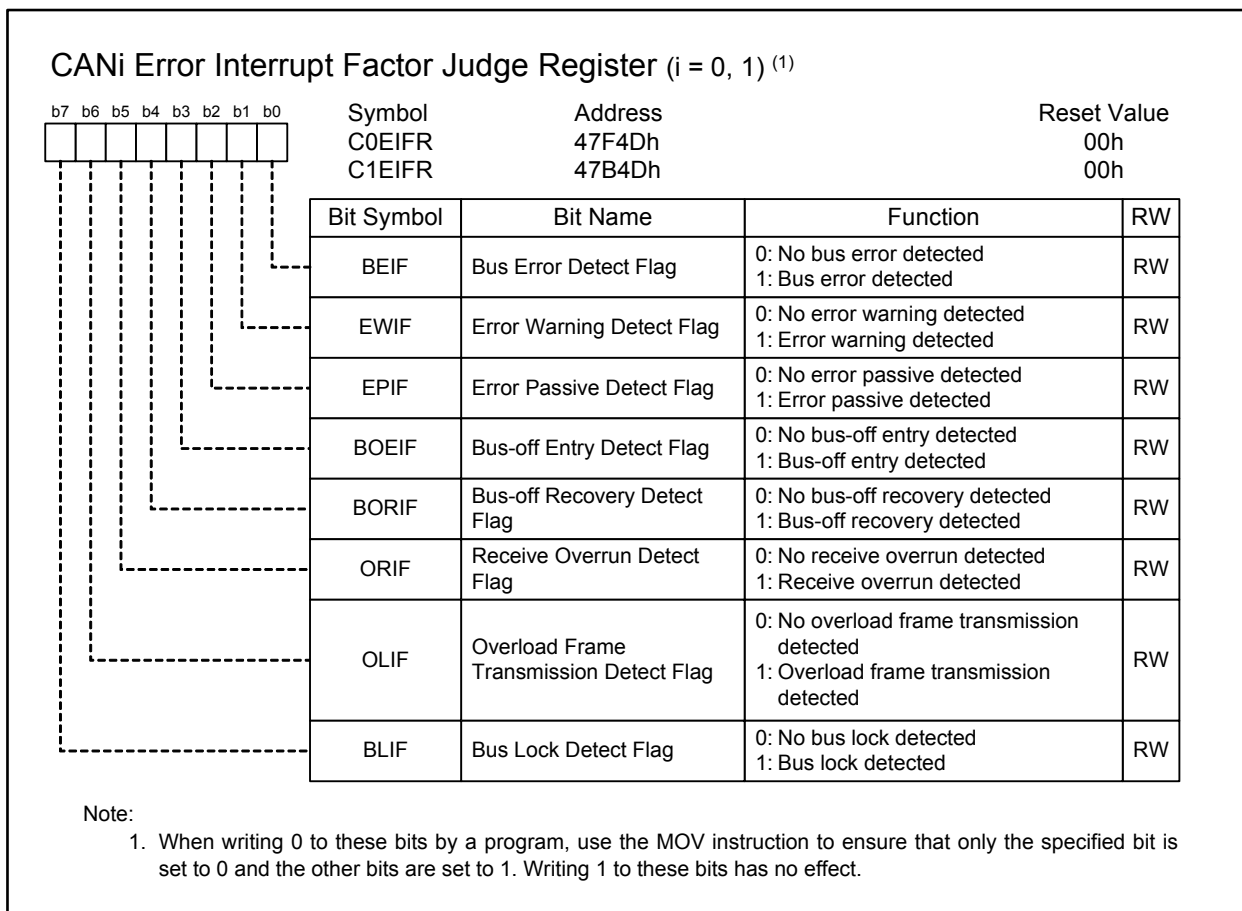 CANi Error Interrupt Factor Judge Register (i = 0, 1) (1)
b7 b6 b5 b4 b3 b2 b1 b0
Symbol Address Reset Value
C0EIFR 47F4Dh 00h
C1EIFR 47B4Dh 00h
Bit Symbol Bit Name Function RW
BEIF Bus Error Detect Flag 0: No bus error detected RW
1: Bus error detected
EWIF Error Warning Detect Flag 0: No error warning detected RW
1: Error warning detected
EPIF Error Passive Detect Flag 0: No error passive detected RW
1: Error passive detected
BOEIF Bus-off Entry Detect Flag 0: No bus-off entry detected RW
1: Bus-off entry detected
BORIF Bus-off Recovery Detect 0: No bus-off recovery detected RW
Flag 1: Bus-off recovery detected
ORIF Receive Overrun Detect 0: No receive overrun detected RW
Flag 1: Receive overrun detected
OLIF Overload Frame 0: No overload frame transmission RW
Transmission Detect Flag detected
1: Overload frame transmission
detected
BLIF Bus Lock Detect Flag 0: No bus lock detected RW
1: Bus lock detected
Note:
1. When writing 0 to these bits by a program, use the MOV instruction to ensure that only the specified bit is
set to 0 and the other bits are set to 1. Writing 1 to these bits has no effect.